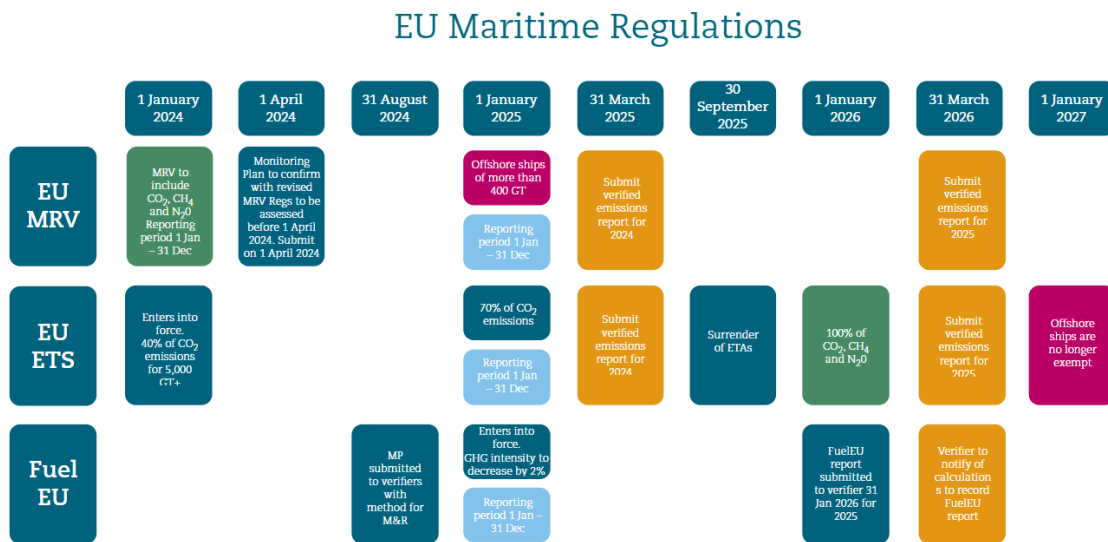 EU Maritime Regulations
1 January
2024
1 April
2024
31 August
2024
1 January
2025
31 March
2025
30
September
2025
1 January
2026
31 March
2026
1 January
2027
EU
MRV
MRV to
include
CO₂, CH₄
and N₂0
Reporting
period 1 Jan
– 31 Dec
Monitoring
Plan to confirm
with revised
MRV Regs to be
assessed before 1 April
2024. Submit
on 1 April 2024
Offshore ships
of more than
400 GT
Reporting
period 1 Jan
– 31 Dec
Submit
verified
emissions
report for
2024
Submit
verified
emissions
report for
2025
EU
ETS
Enters into
force.
40% of CO₂
emissions
for 5,000
GT+
70% of CO₂
emissions
Reporting
period 1 Jan
– 31 Dec
Submit
verified
emissions
report for
2024
Surrender
of ETAs
100% of
CO₂, CH₄
and N₂0
Submit
verified
emissions
report for
2025
Offshore
ships are
no longer
exempt
Fuel
EU
MP
submitted
to verifiers
with
method for
M&R
Enters into
force.
GHG intensity to
decrease by 2%
Reporting
period 1 Jan –
31 Dec
FuelEU
report
submitted
to verifier 31
Jan 2026 for
2025
Verifier to
notify of
calculation
s to record
FuelEU
report